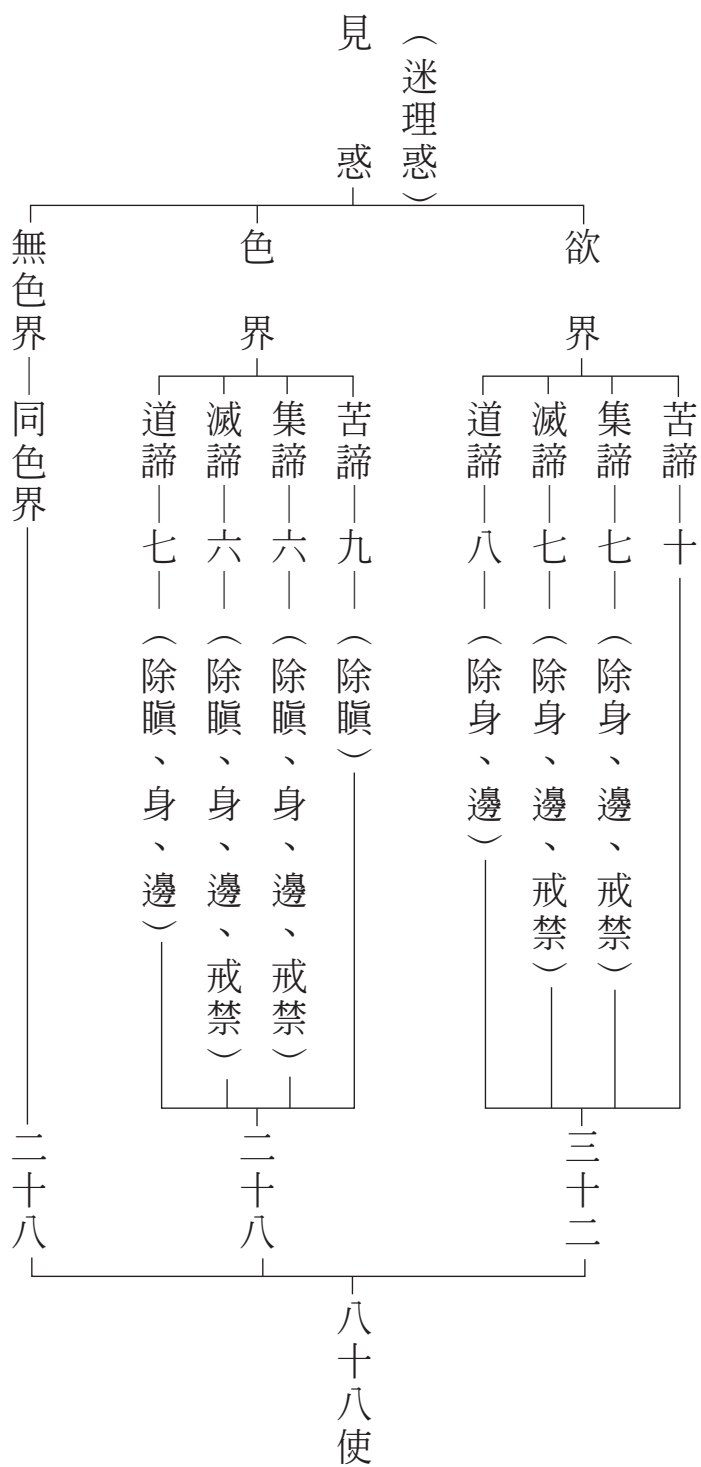 （迷理惑）
見惑
欲界
苦諦—十
集諦—七—（除身、邊、戒禁）
滅諦—七—（除身、邊、戒禁）
道諦—八—（除身、邊）
三十二
色界
苦諦—九—（除瞋）
集諦—六—（除瞋、身、邊、戒禁）
滅諦—六—（除瞋、身、邊、戒禁）
道諦—七—（除瞋、身、邊）
二十八
無色界—同色界—二十八
八十八使